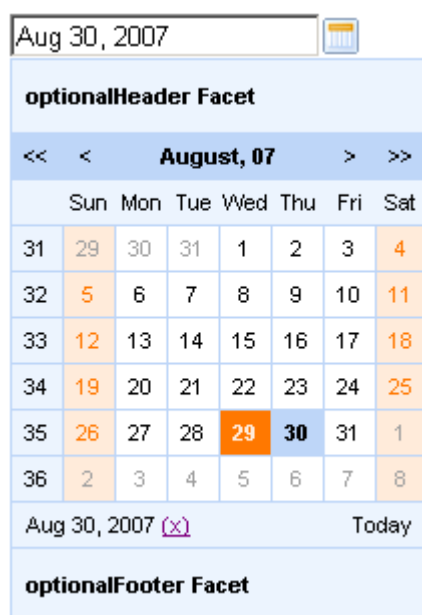 Aug 30, 2007
optionalHeader Facet
<< < August, 07 > >>
Sun Mon Tue Wed Thu Fri Sat
31 29 30 31 1 2 3 4
32 5 6 7 8 9 10 11
33 12 13 14 15 16 17 18
34 19 20 21 22 23 24 25
35 26 27 28 29 30 31 1
36 2 3 4 5 6 7 8
Aug 30, 2007 (x) Today
optionalFooter Facet